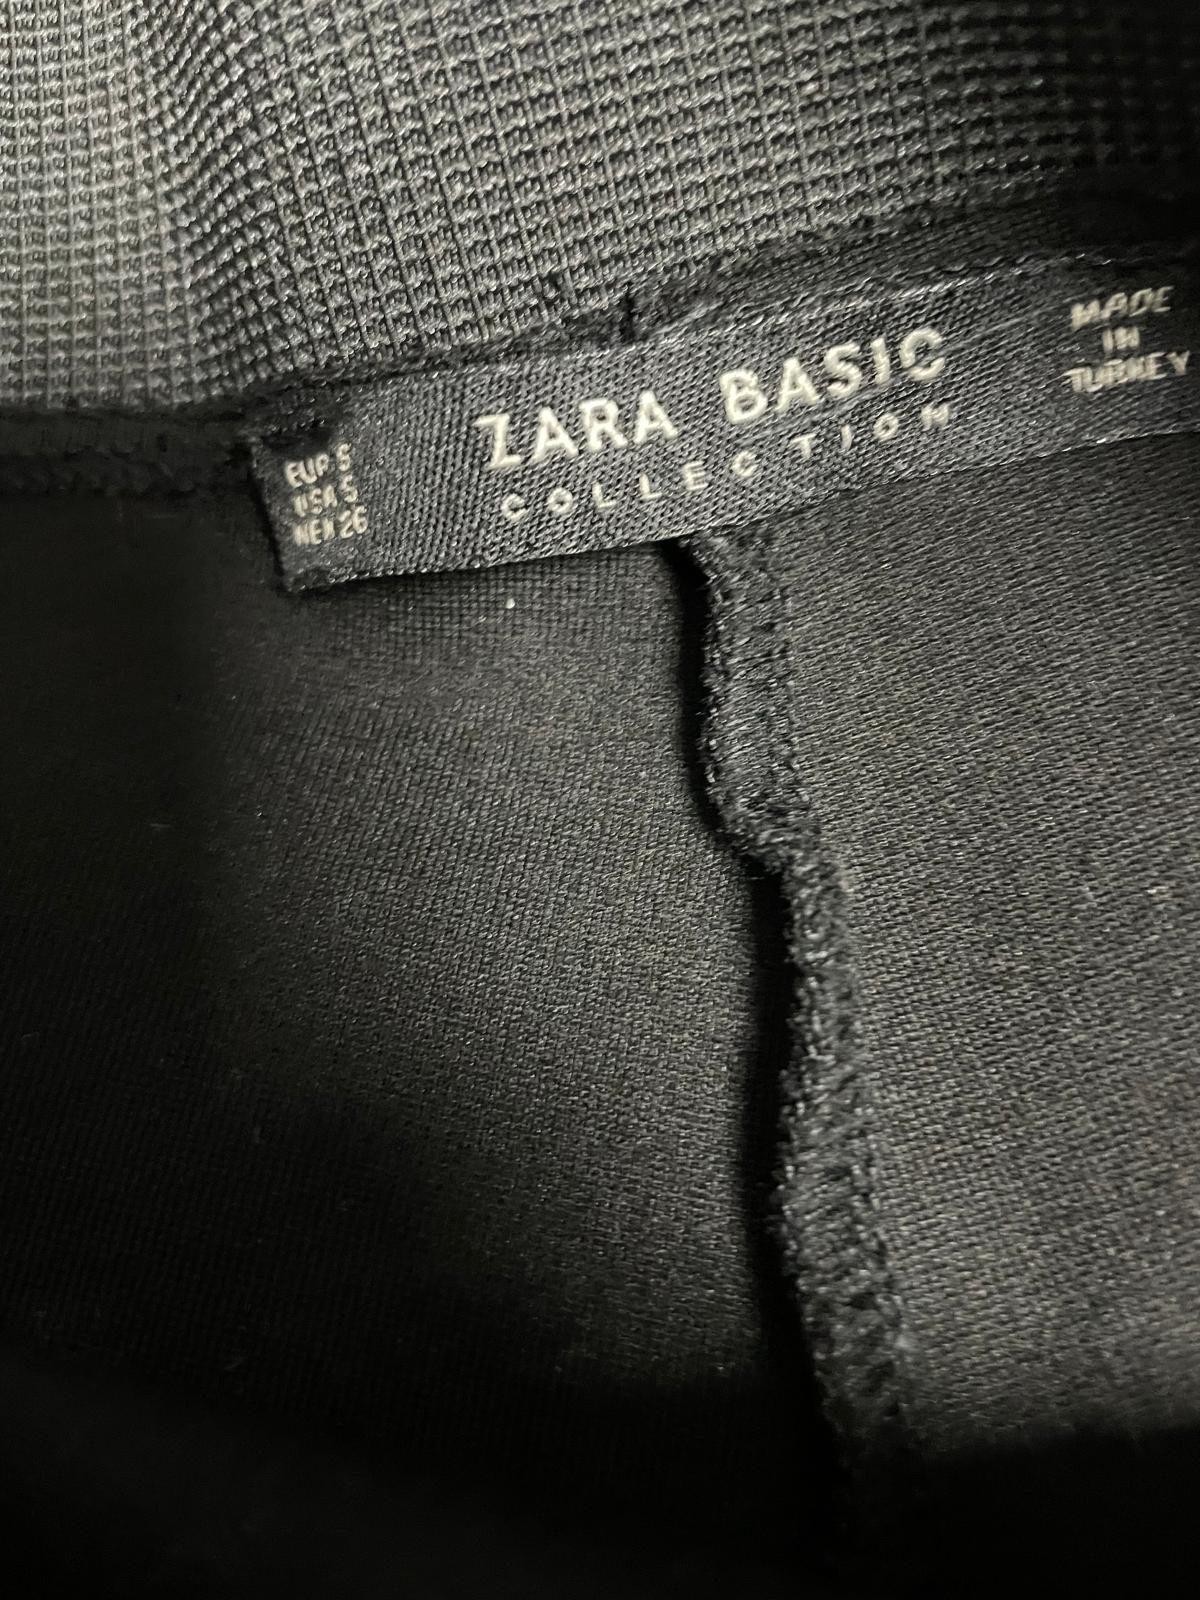 EUR S
USA S
MEX 26
ZARA BASIC
COLLECTION
MADE
IN
TURKEY